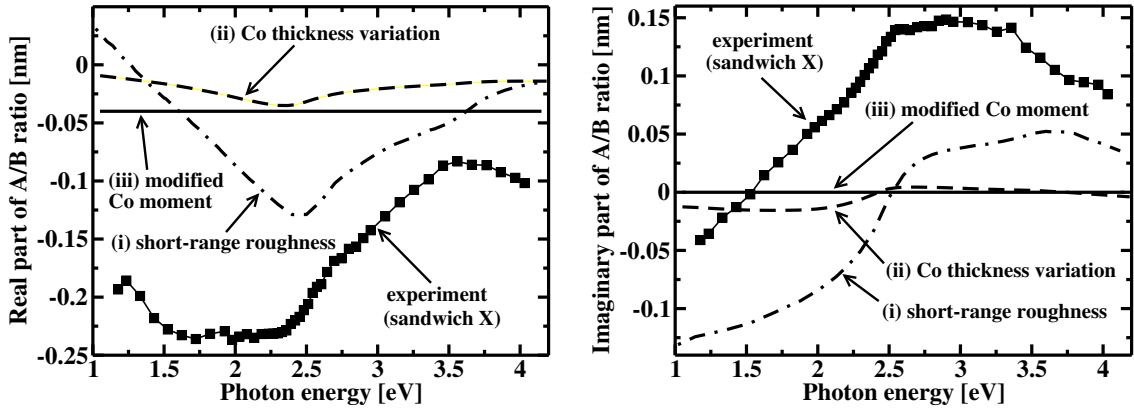 Real part of A/B ratio [nm]
0
-0.05
-0.1
-0.15
-0.2
-0.25
(ii) Co thickness variation
(iii) modified
Co moment
(i) short-range roughness
experiment
(sandwich X)
1
1.5
2
2.5
3
3.5
4
Photon energy [eV]
Imaginary part of A/B ratio [nm]
0.15
0.1
0.05
0
-0.05
-0.1
experiment
(sandwich X)
(iii) modified Co moment
(ii) Co thickness variation
(i) short-range roughness
1
1.5
2
2.5
3
3.5
4
Photon energy [eV]